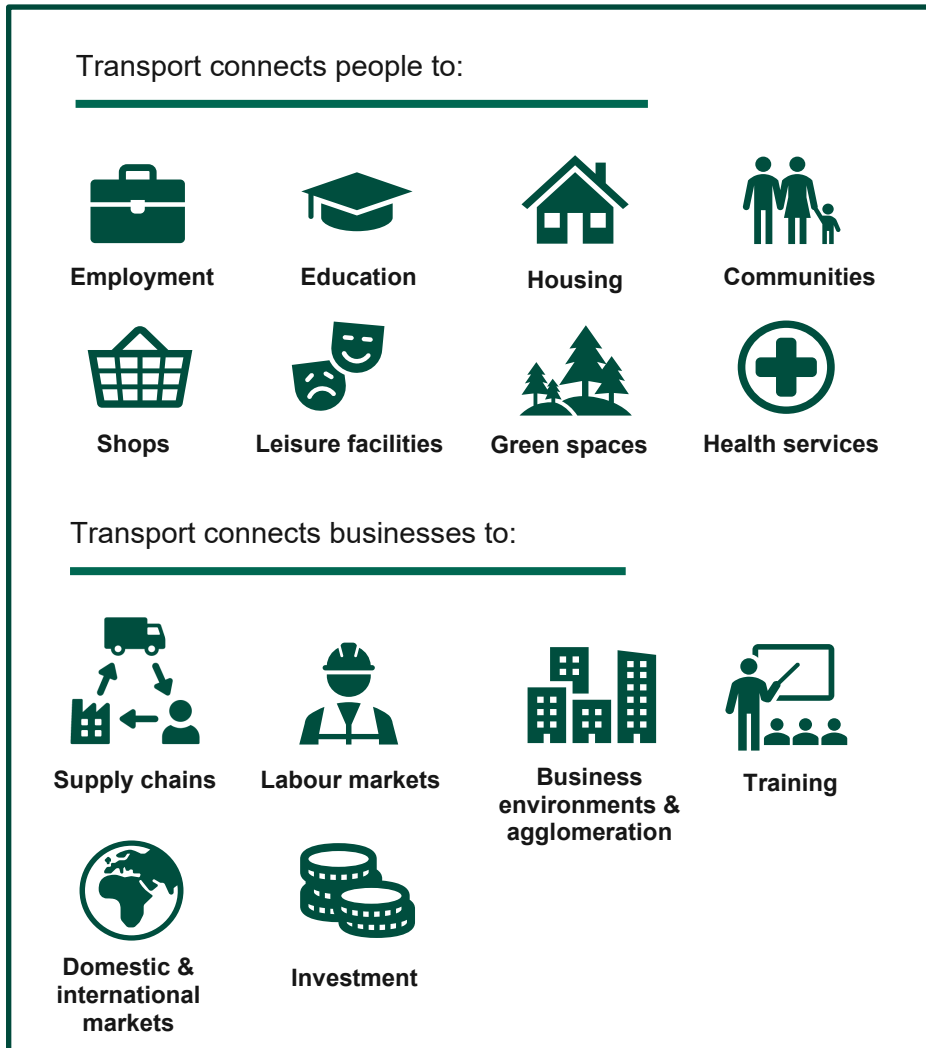 Transport connects people to:
Employment
Education
Housing
Communities
Shops
Leisure facilities
Green spaces
Health services
Transport connects businesses to:
Supply chains
Labour markets
Business
environments &
agglomeration
Training
Domestic &
international
markets
Investment